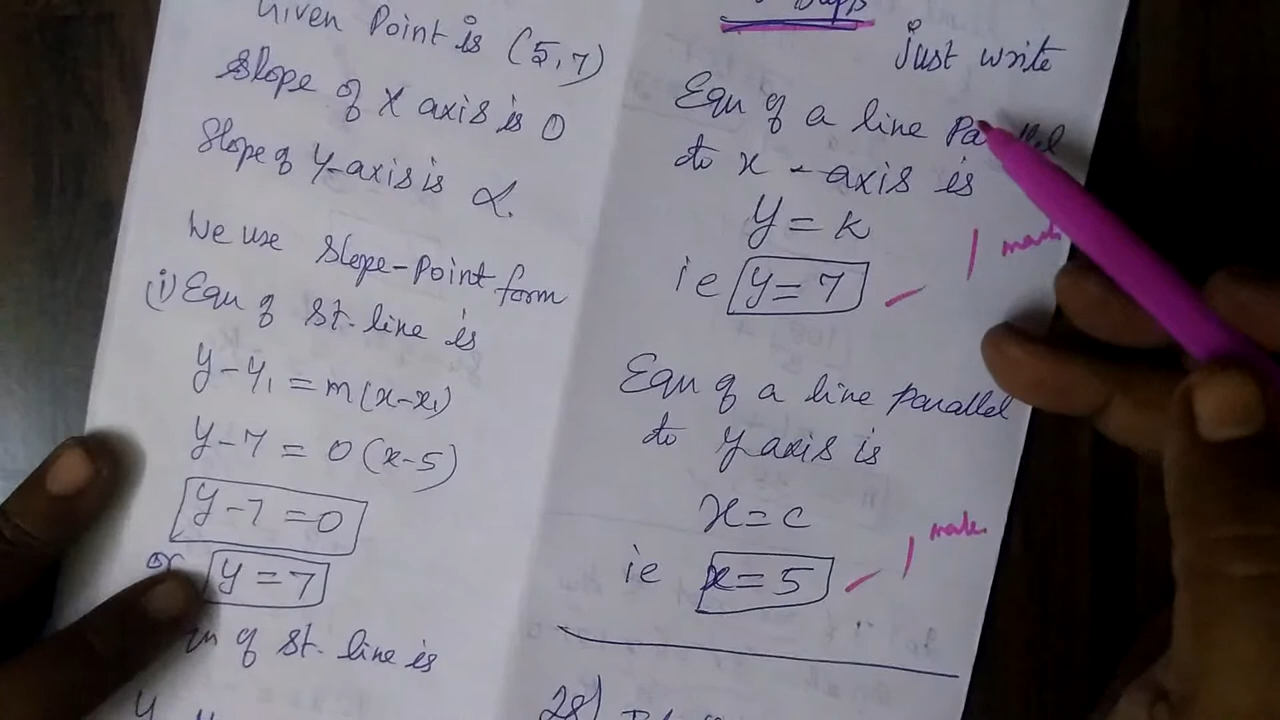 Given Point is (5,7)
Slope of X axis is 0
Slope of Y-axis is α.
We use Slope-Point form
(i) Equ of St. line is
y-y₁ = m(x-x₁)
y-7 = 0(x-5)
y-7=0
or y=7
of St. line is
just write
Equ of a line Parallel
to x-axis is
y=k
ie y=7
1 mark
Equ of a line parallel
to y axis is
x=c
ie x=5
1 mark
28)